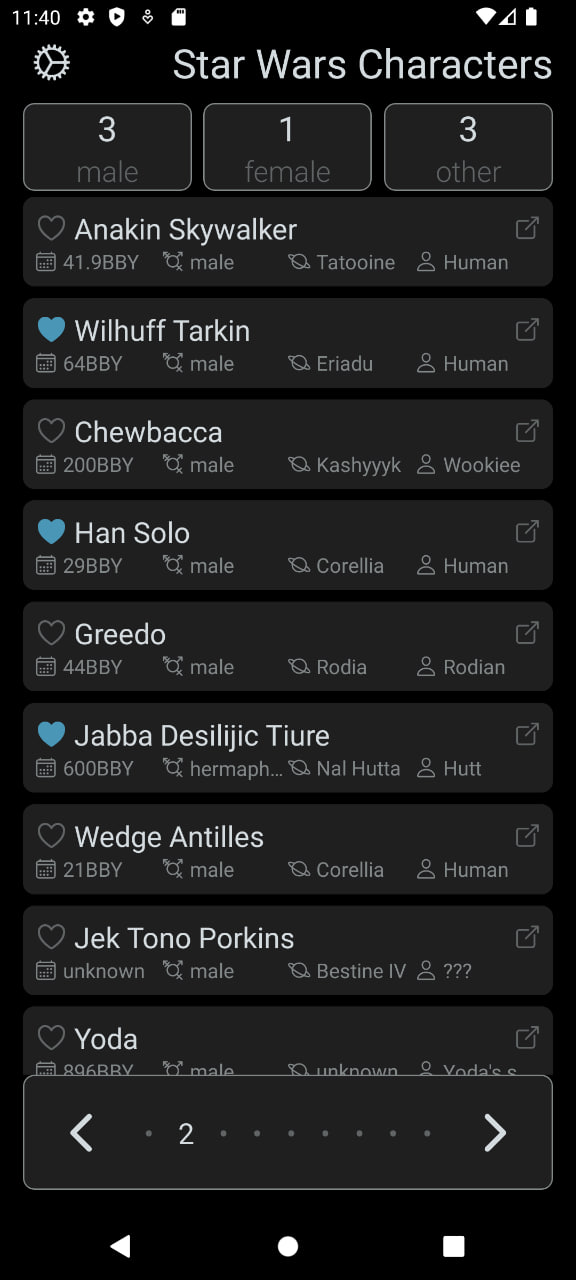 11:40
Star Wars Characters
3 1 3
male female other
Anakin Skywalker
41.9BBY male Tatooine Human
Wilhuff Tarkin
64BBY male Eriadu Human
Chewbacca
200BBY male Kashyyyk Wookiee
Han Solo
29BBY male Corellia Human
Greedo
44BBY male Rodia Rodian
Jabba Desilijic Tiure
600BBY hermaph... Nal Hutta Hutt
Wedge Antilles
21BBY male Corellia Human
Jek Tono Porkins
unknown male Bestine IV ???
Yoda
896BBY male unknown Yoda's s
2